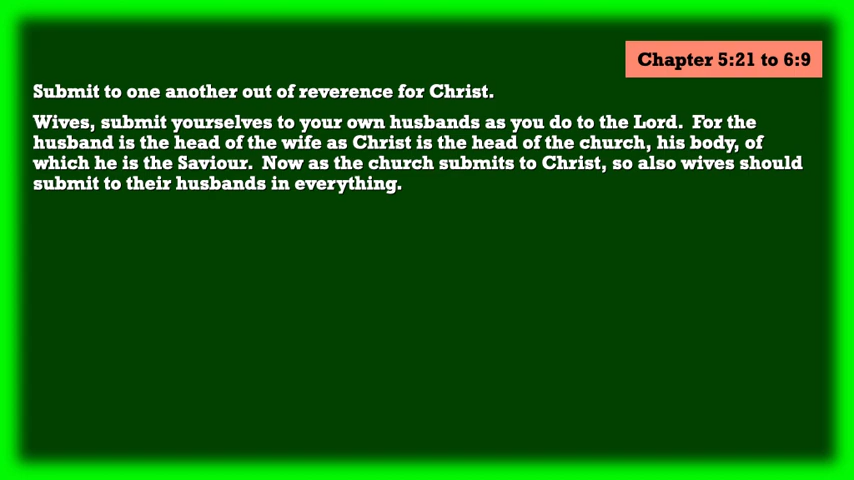 Chapter 5:21 to 6:9
Submit to one another out of reverence for Christ.
Wives, submit yourselves to your own husbands as you do to the Lord.  For the
husband is the head of the wife as Christ is the head of the church, his body, of
which he is the Saviour.  Now as the church submits to Christ, so also wives should
submit to their husbands in everything.